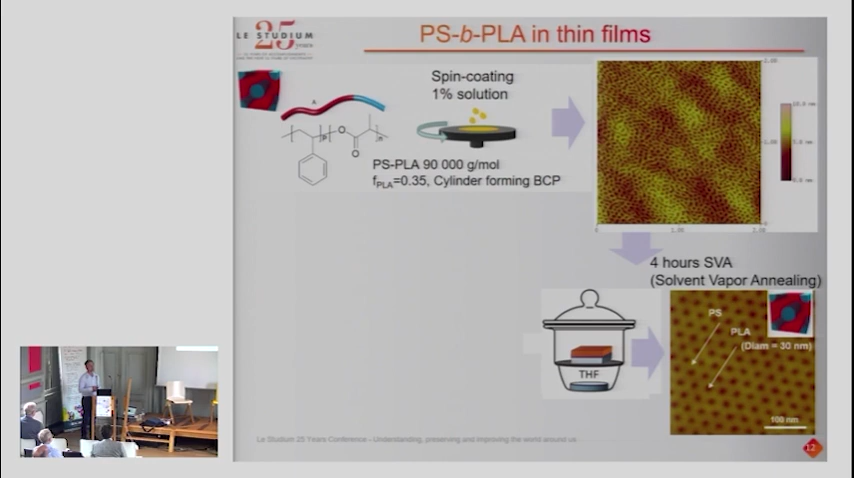 LE STUDIUM
25
years
PS-b-PLA in thin films
Spin-coating
1% solution
A
PS-PLA 90 000 g/mol
fPLA=0.35, Cylinder forming BCP
4 hours SVA
(Solvent Vapor Annealing)
THF
PS
PLA
(Diam = 30 nm)
100 nm
Le Studium 25 Years Conference - Understanding, preserving and improving the world around us
12